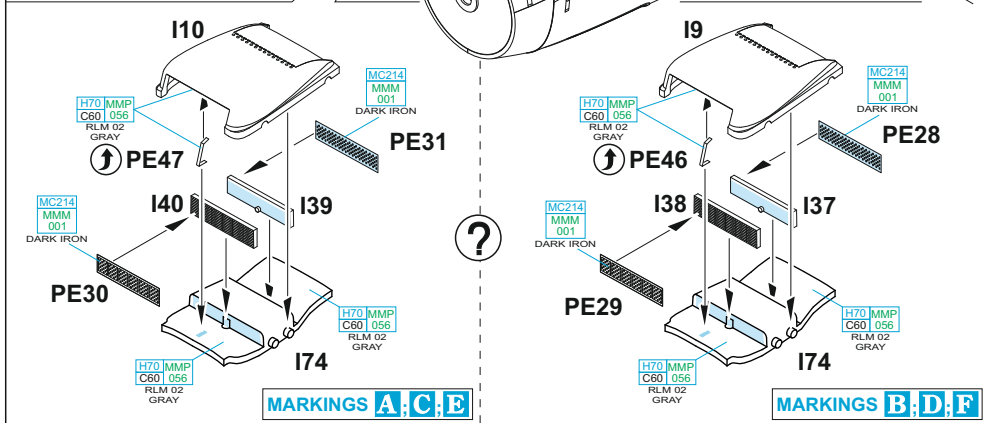 I10
H70 MMP
C60 056
RLM 02
GRAY
PE47
MC214
MMM
001
DARK IRON
PE31
I40
I39
MC214
MMM
001
DARK IRON
PE30
H70 MMP
C60 056
RLM 02
GRAY
I74
H70 MMP
C60 056
RLM 02
GRAY
MARKINGS A;C;E
?
I9
H70 MMP
C60 056
RLM 02
GRAY
PE46
MC214
MMM
001
DARK IRON
PE28
I38
I37
MC214
MMM
001
DARK IRON
PE29
H70 MMP
C60 056
RLM 02
GRAY
I74
H70 MMP
C60 056
RLM 02
GRAY
MARKINGS B;D;F